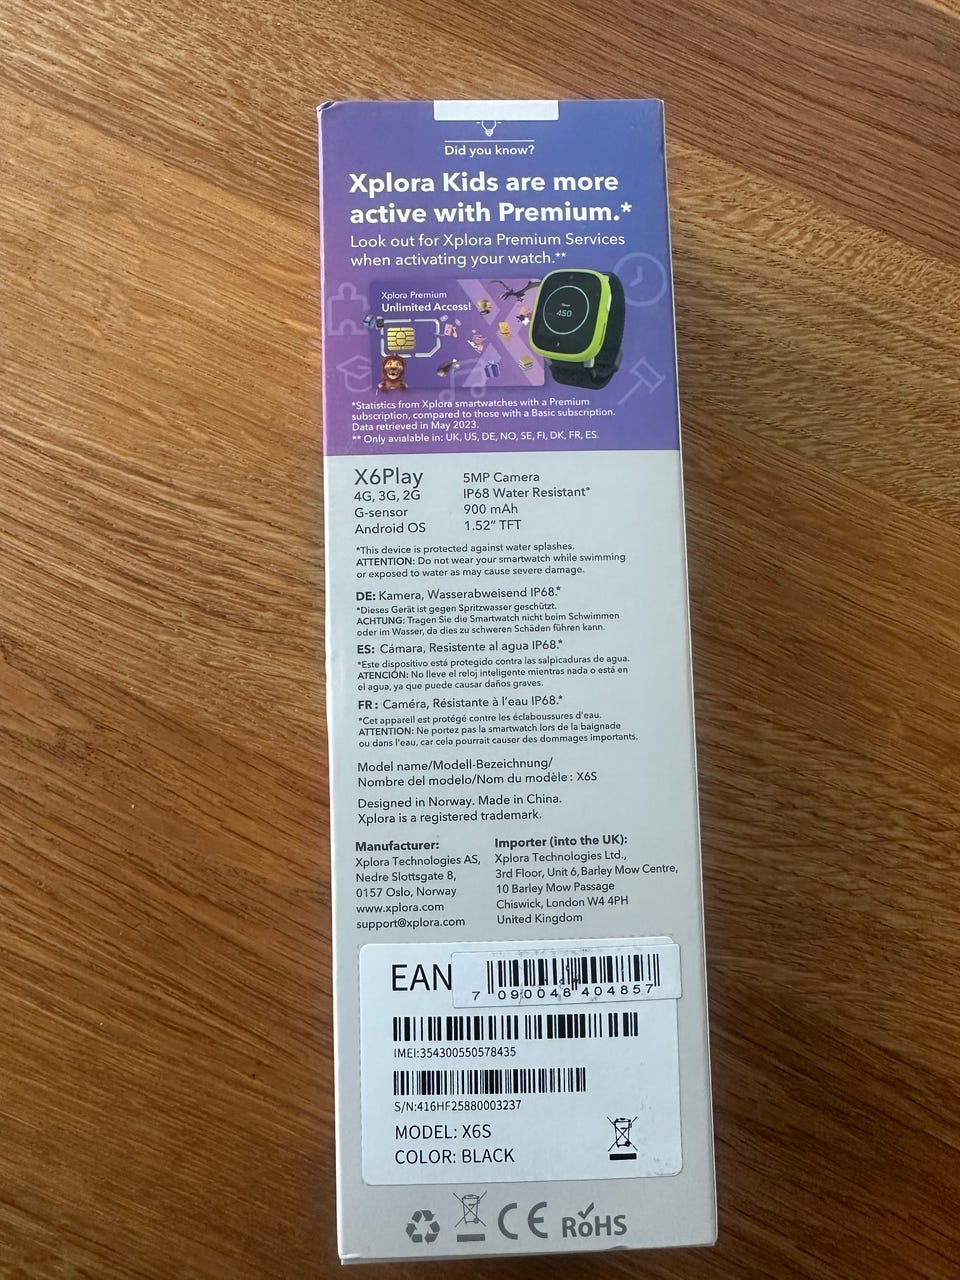 Did you know?
Xplora Kids are more
active with Premium.*
Look out for Xplora Premium Services
when activating your watch.**
Xplora Premium
Unlimited Access!
450
*Statistics from Xplora smartwatches with a Premium
subscription, compared to those with a Basic subscription.
Data retrieved in May 2023.
** Only avialable in: UK, US, DE, NO, SE, FI, DK, FR, ES.
X6Play
4G, 3G, 2G
G-sensor
Android OS
5MP Camera
IP68 Water Resistant*
900 mAh
1.52” TFT
*This device is protected against water splashes.
ATTENTION: Do not wear your smartwatch while swimming
or exposed to water as may cause severe damage.
DE: Kamera, Wasserabweisend IP68.*
*Dieses Gerät ist gegen Spritzwasser geschützt.
ACHTUNG: Tragen Sie die Smartwatch nicht beim Schwimmen
oder im Wasser, da dies zu schweren Schäden führen kann.
ES: Cámara, Resistente al agua IP68.*
*Este dispositivo está protegido contra las salpicaduras de agua.
ATENCIÓN: No lleve el reloj inteligente mientras nada o está en
el agua, ya que puede causar daños graves.
FR : Caméra, Résistante à l’eau IP68.*
*Cet appareil est protégé contre les éclaboussures d'eau.
ATTENTION: Ne portez pas la smartwatch lors de la baignade
ou dans l'eau, car cela pourrait causer des dommages importants.
Model name/Modell-Bezeichnung/
Nombre del modelo/Nom du modèle : X6S
Designed in Norway. Made in China.
Xplora is a registered trademark.
Manufacturer:
Xplora Technologies AS,
Nedre Slottsgate 8,
0157 Oslo, Norway
www.xplora.com
support@xplora.com
Importer (into the UK):
Xplora Technologies Ltd.,
3rd Floor, Unit 6, Barley Mow Centre,
10 Barley Mow Passage
Chiswick, London W4 4PH
United Kingdom
EAN
7 090048 404857
IMEI:354300550578435
S/N:416HF25880003237
MODEL: X6S
COLOR: BLACK
CE RoHS